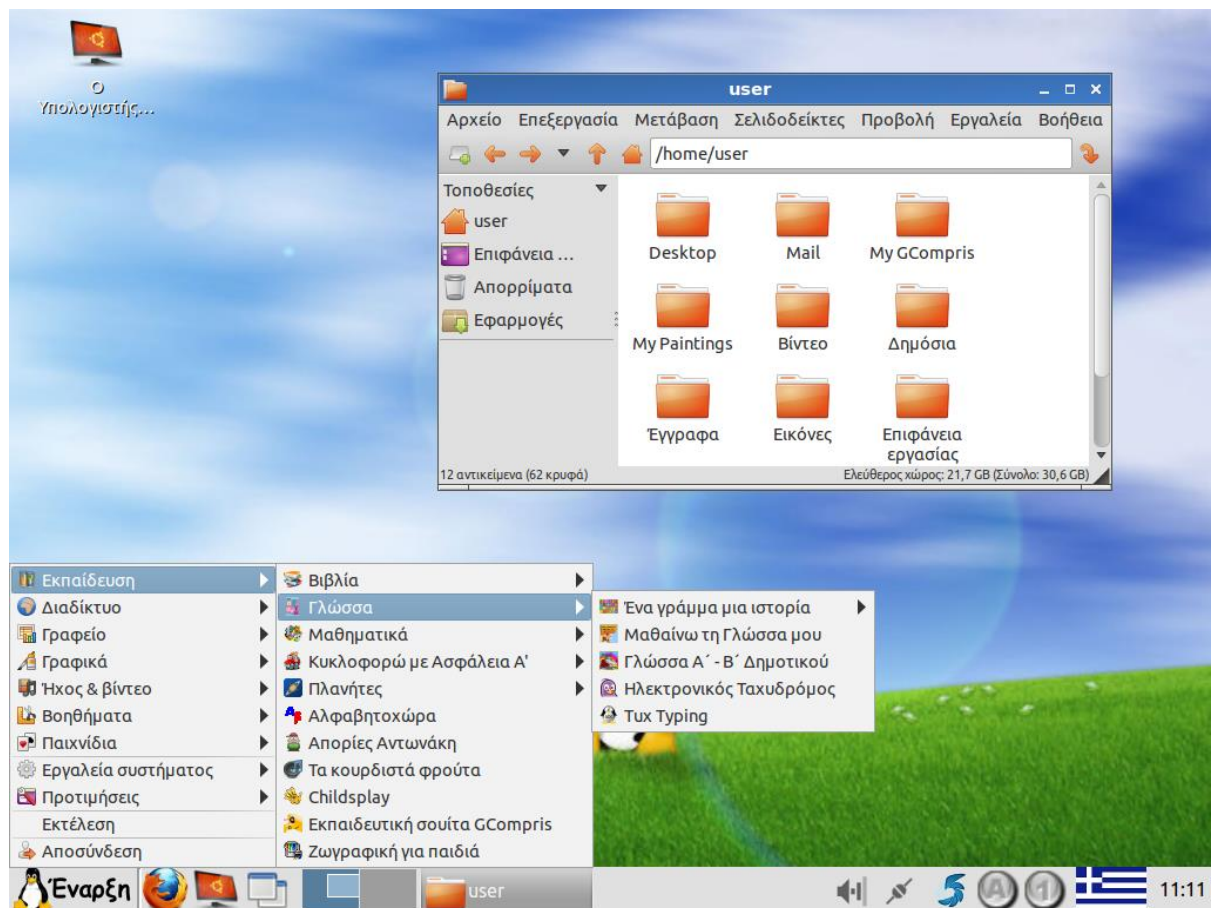 Ο
Υπολογιστής...
user
Αρχείο Επεξεργασία Μετάβαση Σελιδοδείκτες Προβολή Εργαλεία Βοήθεια
/home/user
Τοποθεσίες
user
Επιφάνεια ...
Απορρίματα
Εφαρμογές
Desktop
Mail
My GCompris
My Paintings
Βίντεο
Δημόσια
Έγγραφα
Εικόνες
Επιφάνεια
εργασίας
12 αντικείμενα (62 κρυφά)
Ελεύθερος χώρος: 21,7 GB (Σύνολο: 30,6 GB)
Εκπαίδευση
Διαδίκτυο
Γραφείο
Γραφικά
Ήχος & βίντεο
Βοηθήματα
Παιχνίδια
Εργαλεία συστήματος
Προτιμήσεις
Εκτέλεση
Αποσύνδεση
Βιβλία
Γλώσσα
Μαθηματικά
Κυκλοφορώ με Ασφάλεια Α'
Πλανήτες
Αλφαβητοχώρα
Απορίες Αντωνάκη
Τα κουρδιστά φρούτα
Childsplay
Εκπαιδευτική σουίτα GCompris
Ζωγραφική για παιδιά
Ένα γράμμα μια ιστορία
Μαθαίνω τη Γλώσσα μου
Γλώσσα Α΄ - Β΄ Δημοτικού
Ηλεκτρονικός Ταχυδρόμος
Tux Typing
Έναρξη
user
A
1
11:11